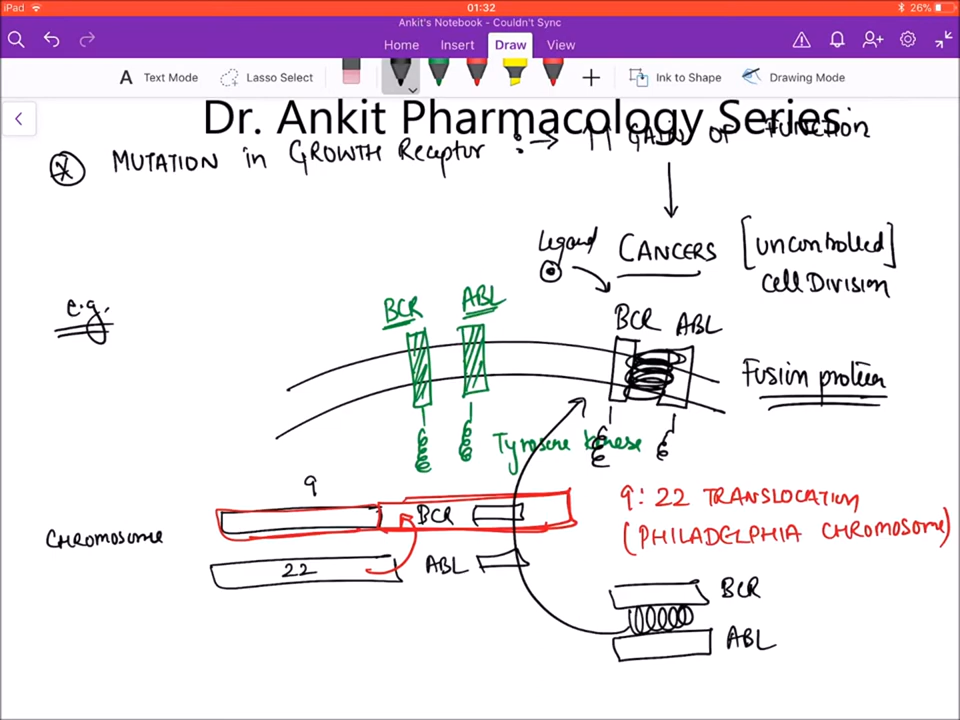 iPad 01:32 26%
Ankit's Notebook - Couldn't Sync
Home Insert Draw View
A Text Mode Lasso Select Ink to Shape Drawing Mode
Dr. Ankit Pharmacology Series
MUTATION in GROWTH Receptor :→ ↑↑ GAIN OF FUNCTION
Ligand CANCERS [uncontrolled]
cell Division
e.g.
BCR ABL
BCR ABL
Fusion protein
Tyrosene kenese
9
9:22 TRANSLOCATION
BCR
(PHILADELPHIA CHROMOSOME)
CHROMOSOME
22 ABL
BCR
ABL